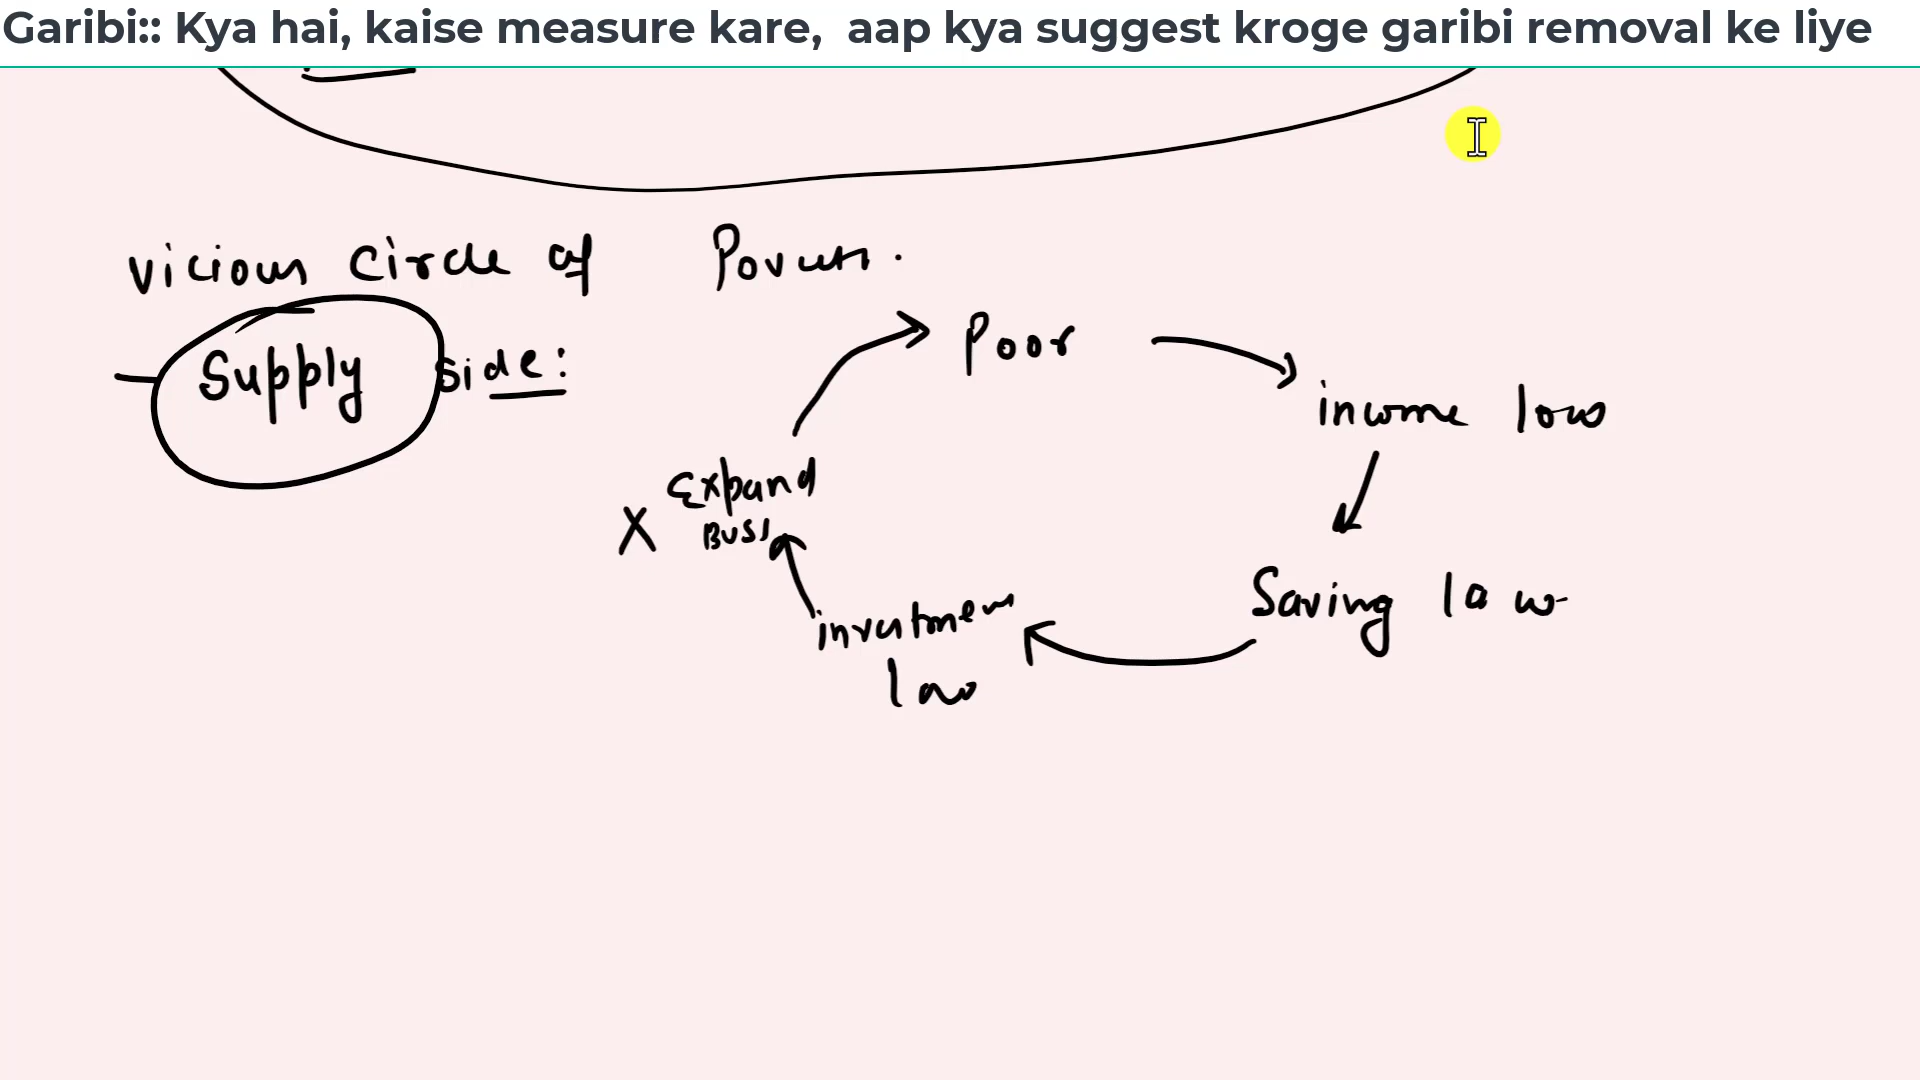 Garibi:: Kya hai, kaise measure kare,  aap kya suggest kroge garibi removal ke liye
Vicious Circle of Poverty.
Supply side:
Poor
income low
Saving low
investment
low
X Expand
Busi